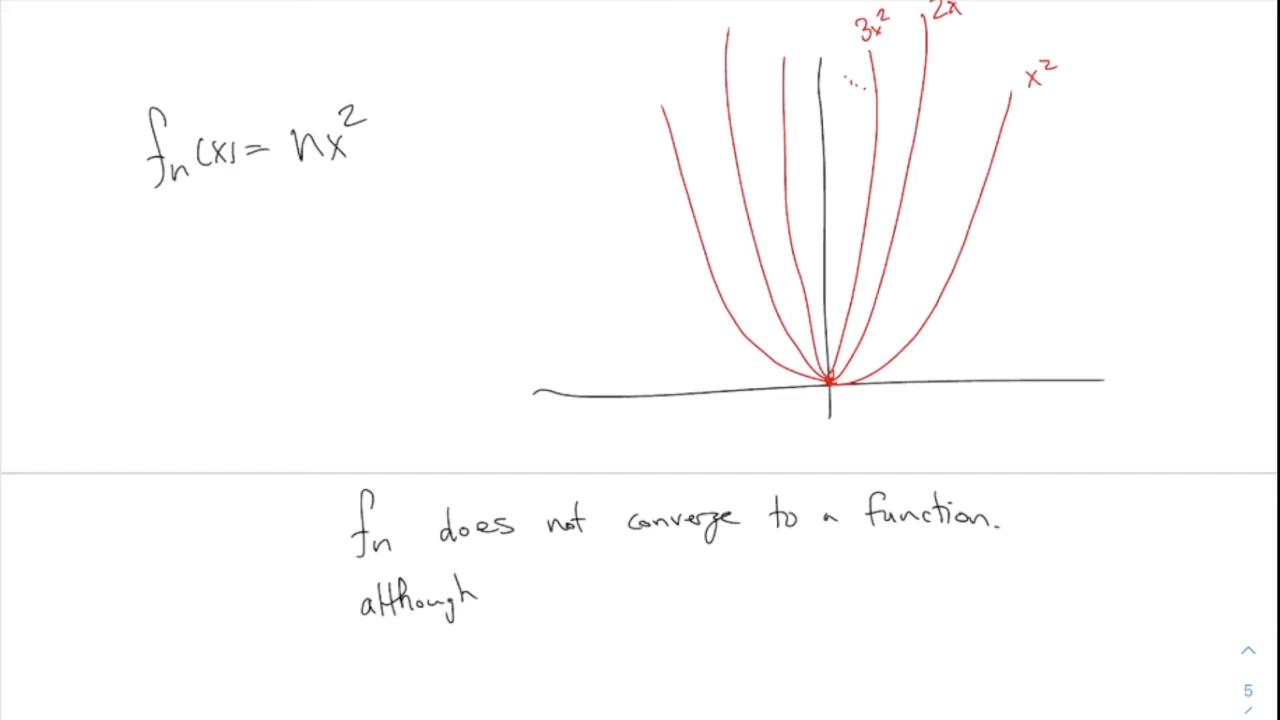 3x² 2x x²
fn(x) = nx²
...
fn does not converge to a function.
although
5